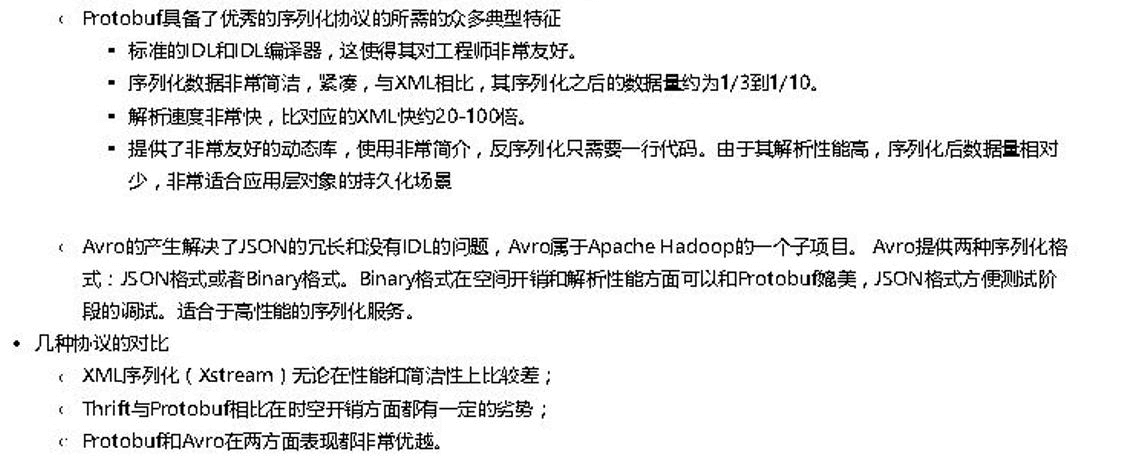 Protobuf具备了优秀的序列化协议的所需的众多典型特征
标准的IDL和IDL编译器，这使得其对工程师非常友好。
序列化数据非常简洁，紧凑，与XML相比，其序列化之后的数据量约为1/3到1/10。
解析速度非常快，比对应的XML快约20-100倍。
提供了非常友好的动态库，使用非常简介，反序列化只需要一行代码。由于其解析性能高，序列化后数据量相对
少，非常适合应用层对象的持久化场景
Avro的产生解决了JSON的冗长和没有IDL的问题，Avro属于Apache Hadoop的一个子项目。 Avro提供两种序列化格
式：JSON格式或者Binary格式。Binary格式在空间开销和解析性能方面可以和Protobuf媲美，JSON格式方便测试阶
段的调试。适合于高性能的序列化服务。
几种协议的对比
XML序列化（Xstream）无论在性能和简洁性上比较差；
Thrift与Protobuf相比在时空开销方面都有一定的劣势；
Protobuf和Avro在两方面表现都非常优越。